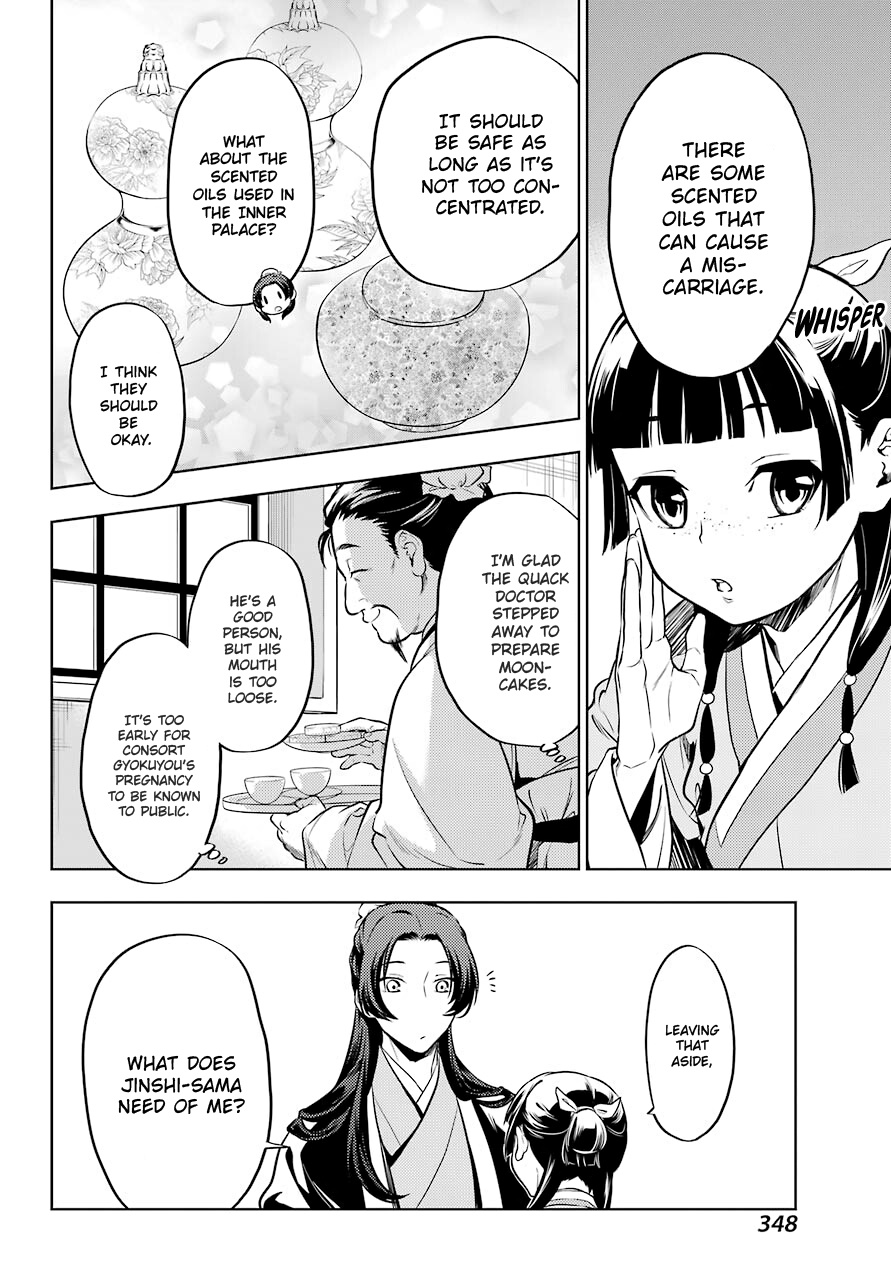 THERE
ARE SOME
SCENTED
OILS THAT
CAN CAUSE
A MIS-
CARRIAGE.
WHISPER
IT SHOULD
BE SAFE AS
LONG AS IT'S
NOT TOO CON-
CENTRATED.
WHAT
ABOUT THE
SCENTED
OILS USED IN
THE INNER
PALACE?
I THINK
THEY
SHOULD
BE
OKAY.
I'M GLAD
THE QUACK
DOCTOR
STEPPED
AWAY TO
PREPARE
MOON-
CAKES.
HE'S A
GOOD
PERSON,
BUT HIS
MOUTH
IS TOO
LOOSE.
IT'S TOO
EARLY FOR
CONSORT
GYOKUYOU'S
PREGNANCY
TO BE KNOWN
TO PUBLIC.
LEAVING
THAT
ASIDE,
WHAT DOES
JINSHI-SAMA
NEED OF ME?
348